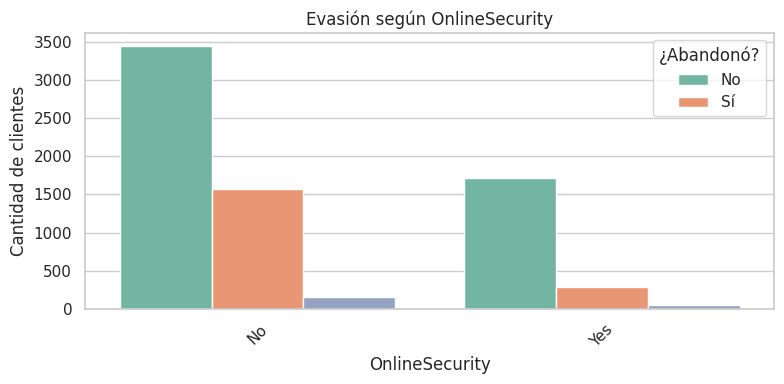 Evasión según OnlineSecurity
¿Abandonó?
No
Sí
Cantidad de clientes
3500
3000
2500
2000
1500
1000
500
0
No
Yes
OnlineSecurity